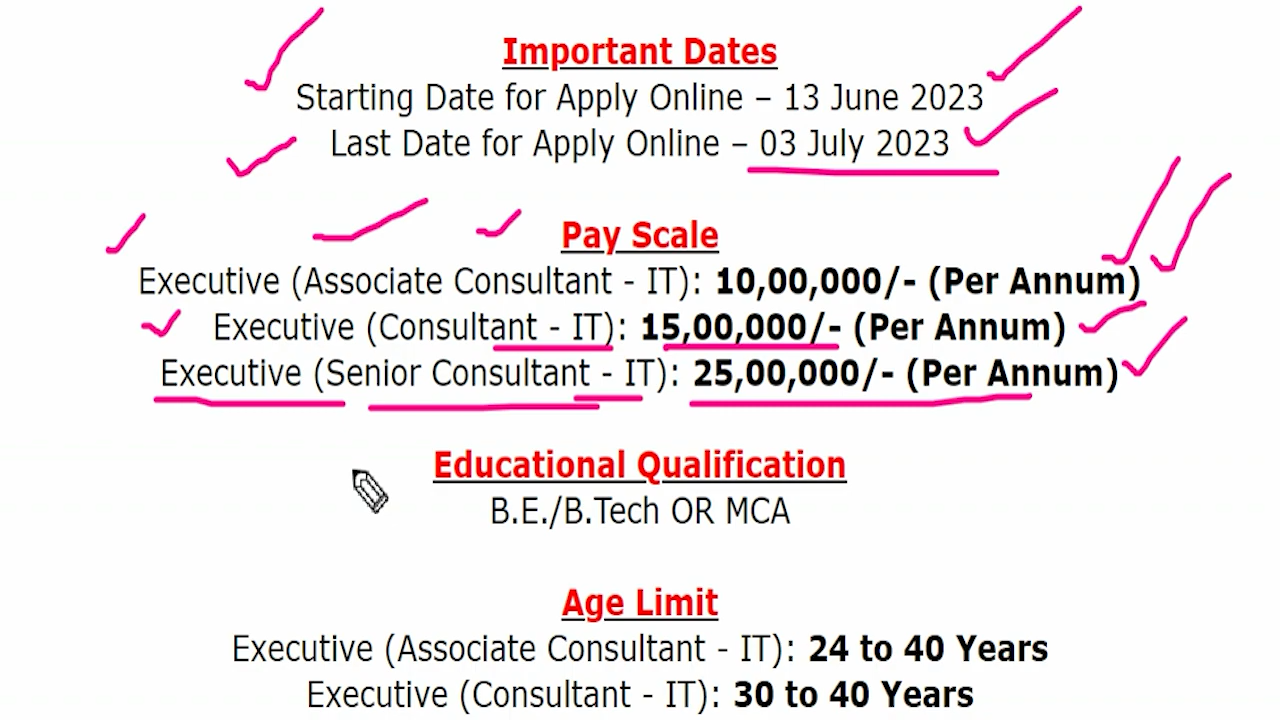 Important Dates
Starting Date for Apply Online – 13 June 2023
Last Date for Apply Online – 03 July 2023
Pay Scale
Executive (Associate Consultant - IT): 10,00,000/- (Per Annum)
Executive (Consultant - IT): 15,00,000/- (Per Annum)
Executive (Senior Consultant - IT): 25,00,000/- (Per Annum)
Educational Qualification
B.E./B.Tech OR MCA
Age Limit
Executive (Associate Consultant - IT): 24 to 40 Years
Executive (Consultant - IT): 30 to 40 Years